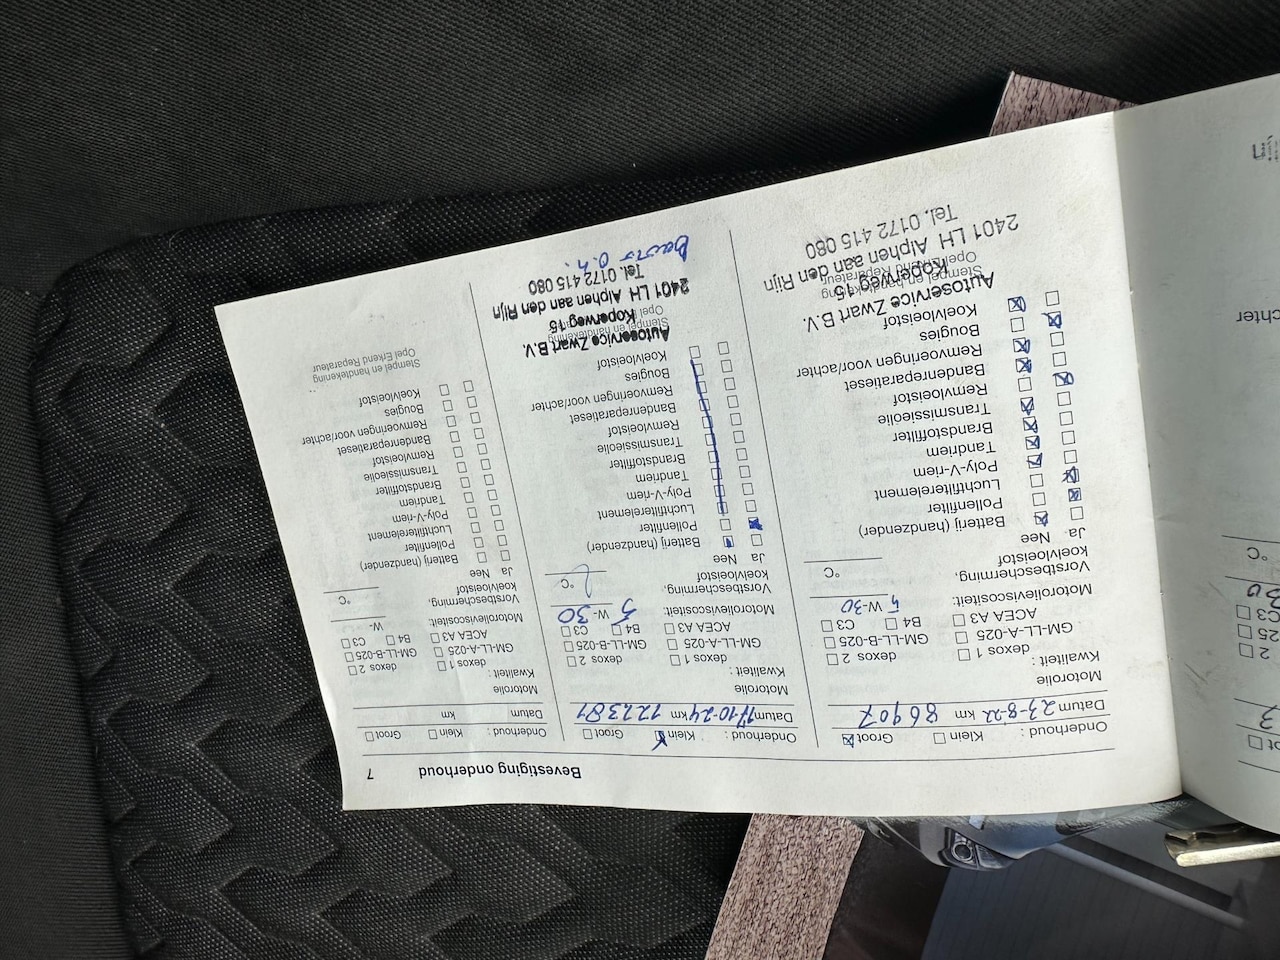 Bevestiging onderhoud 7
Onderhoud : Klein Groot
Datum 23-8-22 km 86907
Motorolie
Kwaliteit : dexos 1 dexos 2
GM-LL-A-025 GM-LL-B-025
ACEA A3 B4 C3
Motorolieviscositeit: 5 W-30
Vorstbescherming,
koelvloeistof °C
Ja Nee
Batterij (handzender)
Pollenfilter
Luchtfilterelement
Poly-V-riem
Tandriem
Brandstoffilter
Transmissieolie
Remvloeistof
Bandenreparatieset
Remvoeringen voor/achter
Bougies
Koelvloeistof
Stempel en handtekening
Opel Erkend Reparateur
Autoservice Zwart B.V.
Koperweg 15
2401 LH Alphen aan den Rijn
Tel. 0172 415 080
Onderhoud : Klein Groot
Datum 17-10-24 km 122381
Motorolie
Kwaliteit : dexos 1 dexos 2
GM-LL-A-025 GM-LL-B-025
ACEA A3 B4 C3
Motorolieviscositeit: 5 W-30
Vorstbescherming,
koelvloeistof °C
Ja Nee
Batterij (handzender)
Pollenfilter
Luchtfilterelement
Poly-V-riem
Tandriem
Brandstoffilter
Transmissieolie
Remvloeistof
Bandenreparatieset
Remvoeringen voor/achter
Bougies
Koelvloeistof
Stempel en handtekening
Opel
Autoservice Zwart B.V.
Koperweg 15
2401 LH Alphen aan den Rijn
Tel. 0172 415 080
Onderhoud : Klein Groot
Datum km
Motorolie
Kwaliteit : dexos 1 dexos 2
GM-LL-A-025 GM-LL-B-025
ACEA A3 B4 C3
Motorolieviscositeit: W-
Vorstbescherming,
koelvloeistof °C
Ja Nee
Batterij (handzender)
Pollenfilter
Luchtfilterelement
Poly-V-riem
Tandriem
Brandstoffilter
Transmissieolie
Remvloeistof
Bandenreparatieset
Remvoeringen voor/achter
Bougies
Koelvloeistof
Stempel en handtekening
Opel Erkend Reparateur